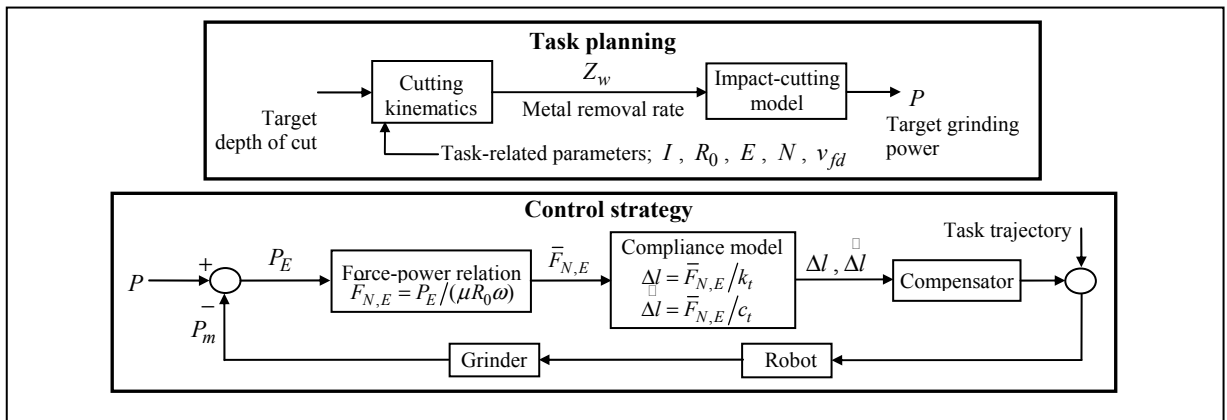 Task planning
Target
depth of cut
Cutting
kinematics
Z_w
Metal removal rate
Impact-cutting
model
P
Target grinding
power
Task-related parameters; I , R_0 , E , N , v_fd
Control strategy
Task trajectory
P
+
−
P_m
P_E
Force-power relation
F̄_N,E = P_E/(μR_0ω)
F̄_N,E
Compliance model
Δl = F̄_N,E/k_t
Δl = F̄_N,E/c_t
Δl , Δl
Compensator
Grinder
Robot